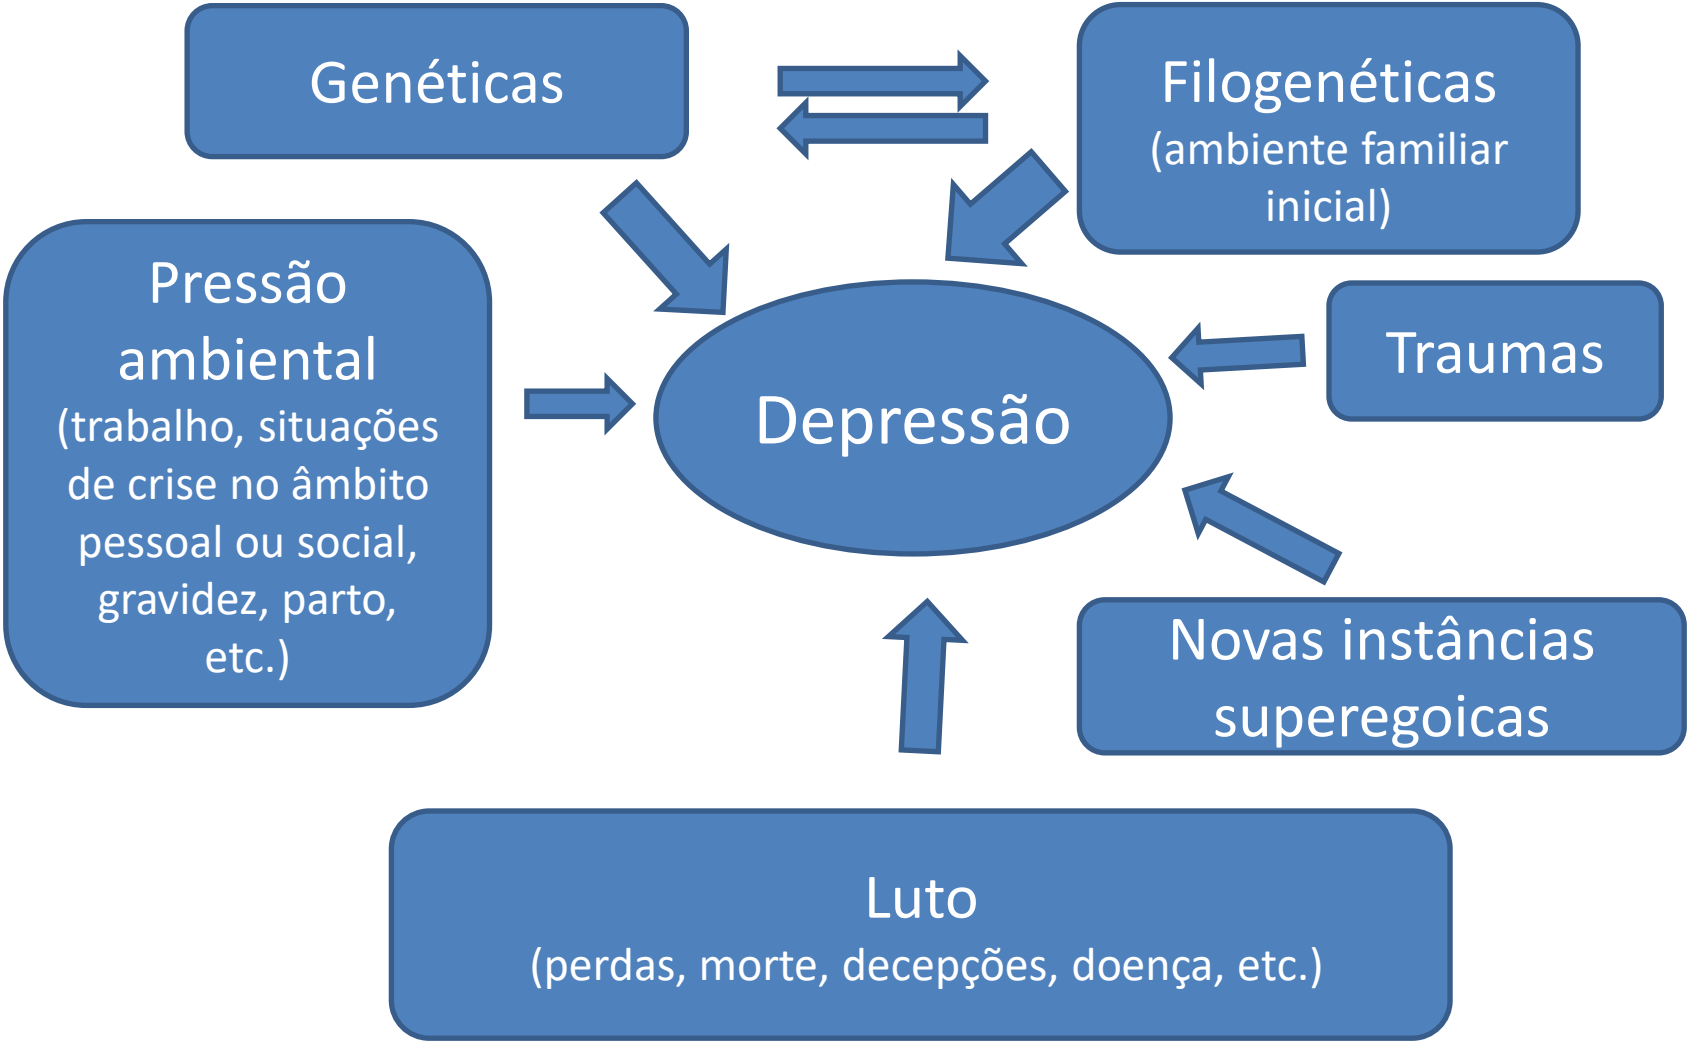 Genéticas
Filogenéticas
(ambiente familiar
inicial)
Pressão
ambiental
(trabalho, situações
de crise no âmbito
pessoal ou social,
gravidez, parto,
etc.)
Traumas
Depressão
Novas instâncias
superegoicas
Luto
(perdas, morte, decepções, doença, etc.)